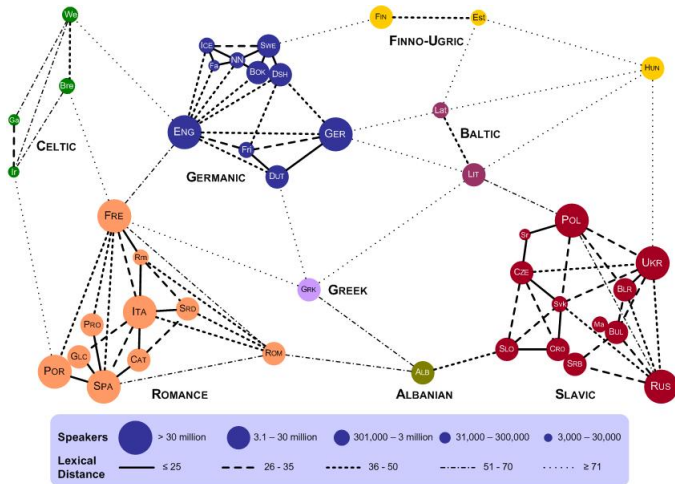 We
ICE
SWE
FIN
Est
FINNO-UGRIC
Fa
NN
BOK
DSH
HUN
Bre
Ga
Lat
ENG
GER
BALTIC
CELTIC
Fri
Ir
GERMANIC
DUT
LIT
FRE
POL
Sr
Rm
CZE
UKR
GRK
GREEK
BLR
ITA
SRD
Svk
PRO
Ma
BUL
GLC
CAT
ROM
SLO
CRO
SRB
POR
SPA
ALB
RUS
ROMANCE
ALBANIAN
SLAVIC
Speakers > 30 million 3.1 – 30 million 301,000 – 3 million 31,000 – 300,000 3,000 – 30,000
Lexical
Distance ≤ 25 26 - 35 36 - 50 51 - 70 ≥ 71